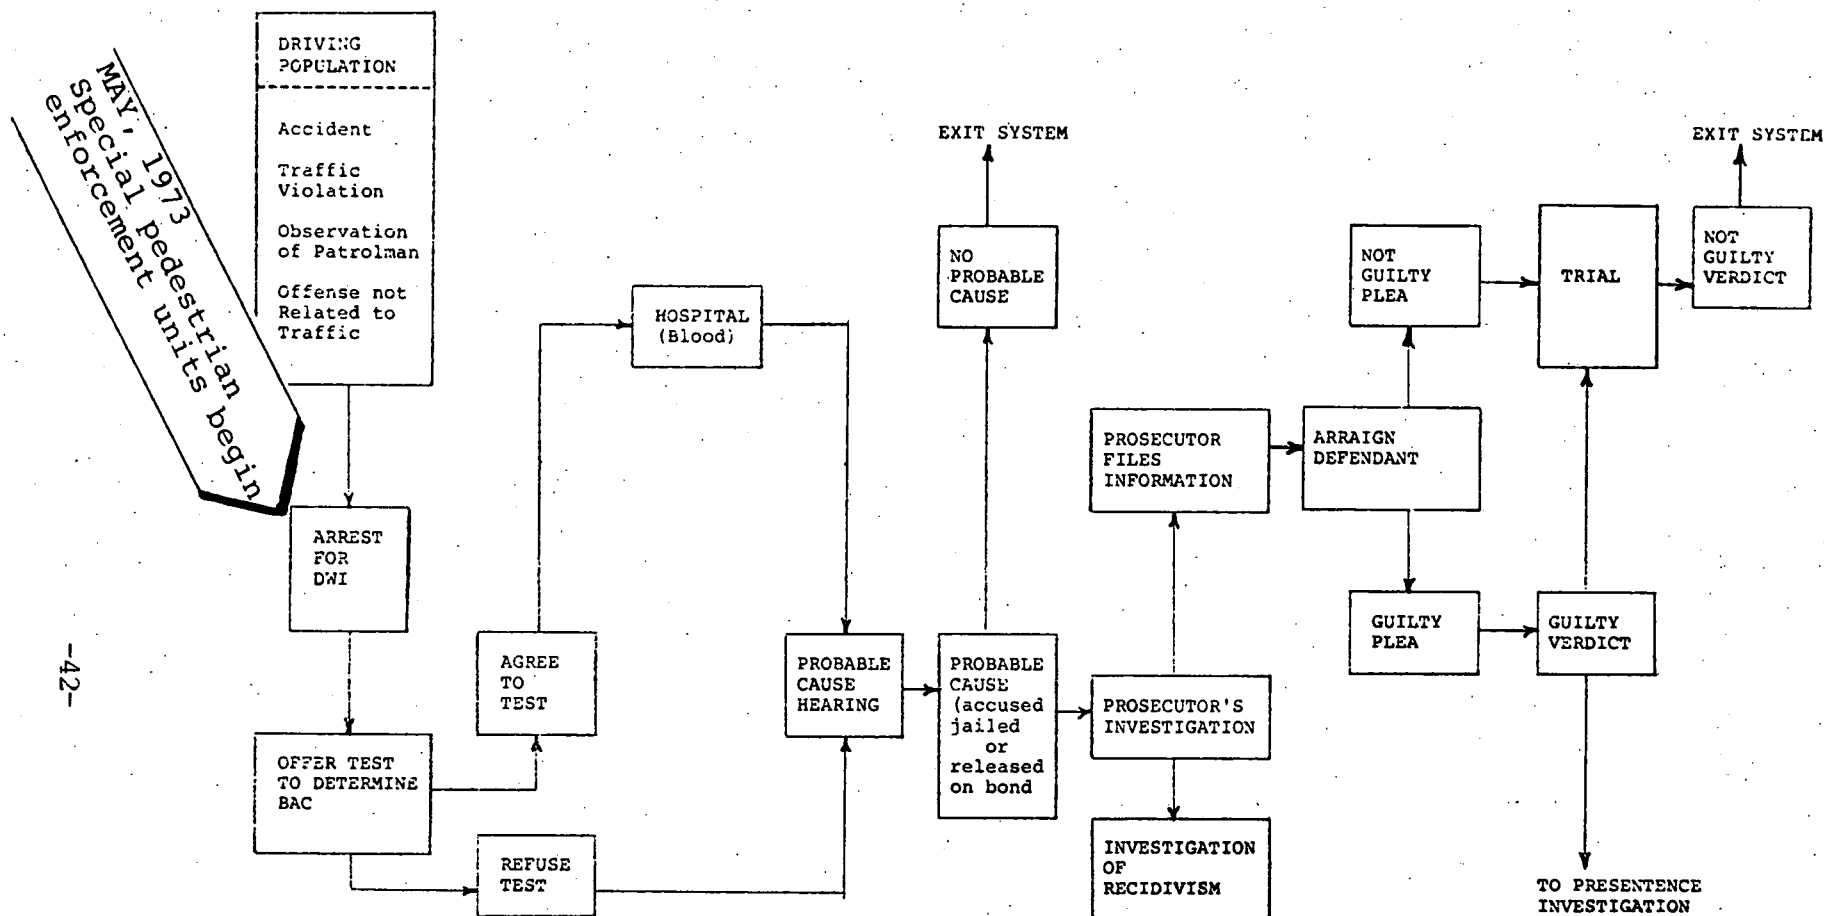 DRIVING
POPULATION
Accident
Traffic
Violation
Observation
of Patrolman
Offense not
Related to
Traffic
MAY, 1973
Special pedestrian
enforcement units begin
ARREST
FOR
DWI
OFFER TEST
TO DETERMINE
BAC
AGREE
TO
TEST
REFUSE
TEST
HOSPITAL
(Blood)
PROBABLE
CAUSE
HEARING
EXIT SYSTEM
NO
PROBABLE
CAUSE
PROBABLE
CAUSE
(accused
jailed
or
released
on bond
PROSECUTOR
FILES
INFORMATION
PROSECUTOR'S
INVESTIGATION
INVESTIGATION
OF
RECIDIVISM
ARRAIGN
DEFENDANT
NOT
GUILTY
PLEA
GUILTY
PLEA
TRIAL
GUILTY
VERDICT
EXIT SYSTEM
NOT
GUILTY
VERDICT
TO PRESENTENCE
INVESTIGATION
-42-